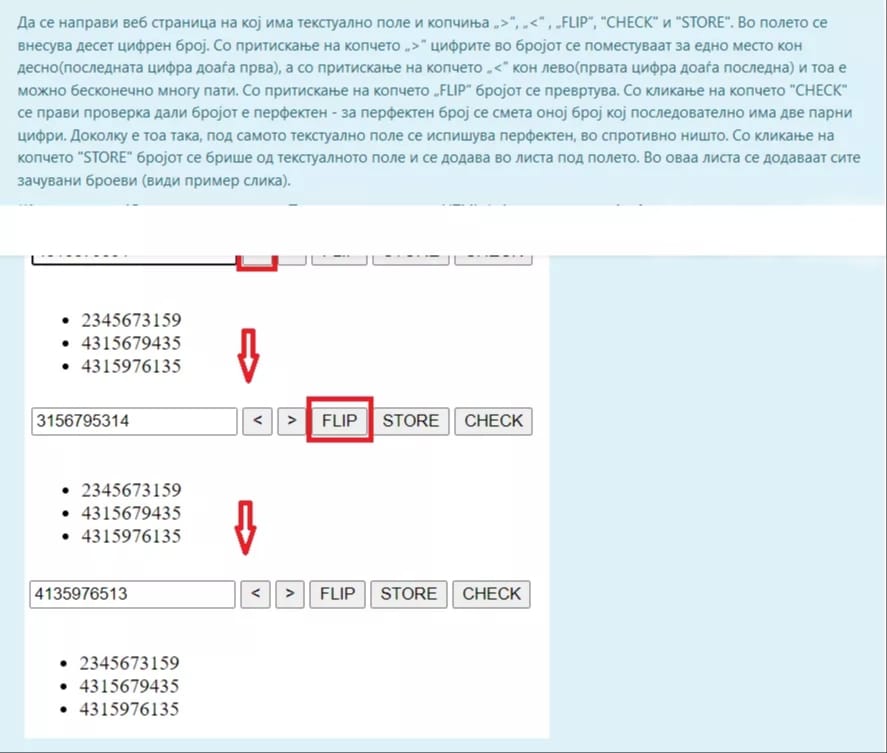 Да се направи веб страница на кој има текстуално поле и копчиња „>“, „<“ , „FLIP“, "CHECK" и "STORE". Во полето се
внесува десет цифрен број. Со притискање на копчето „>“ цифрите во бројот се поместуваат за едно место кон
десно(последната цифра доаѓа прва), а со притискање на копчето „<“ кон лево(првата цифра доаѓа последна) и тоа е
можно бесконечно многу пати. Со притискање на копчето „FLIP“ бројот се превртува. Со кликање на копчето "CHECK"
се прави проверка дали бројот е перфектен - за перфектен број се смета оној број кој последователно има две парни
цифри. Доколку е тоа така, под самото текстуално поле се испишува перфектен, во спротивно ништо. Со кликање на
копчето "STORE" бројот се брише од текстуалното поле и се додава во листа под полето. Во оваа листа се додаваат сите
зачувани броеви (види пример слика).
FLIP STORE CHECK
2345673159
4315679435
4315976135
3156795314 < > FLIP STORE CHECK
2345673159
4315679435
4315976135
4135976513 < > FLIP STORE CHECK
2345673159
4315679435
4315976135